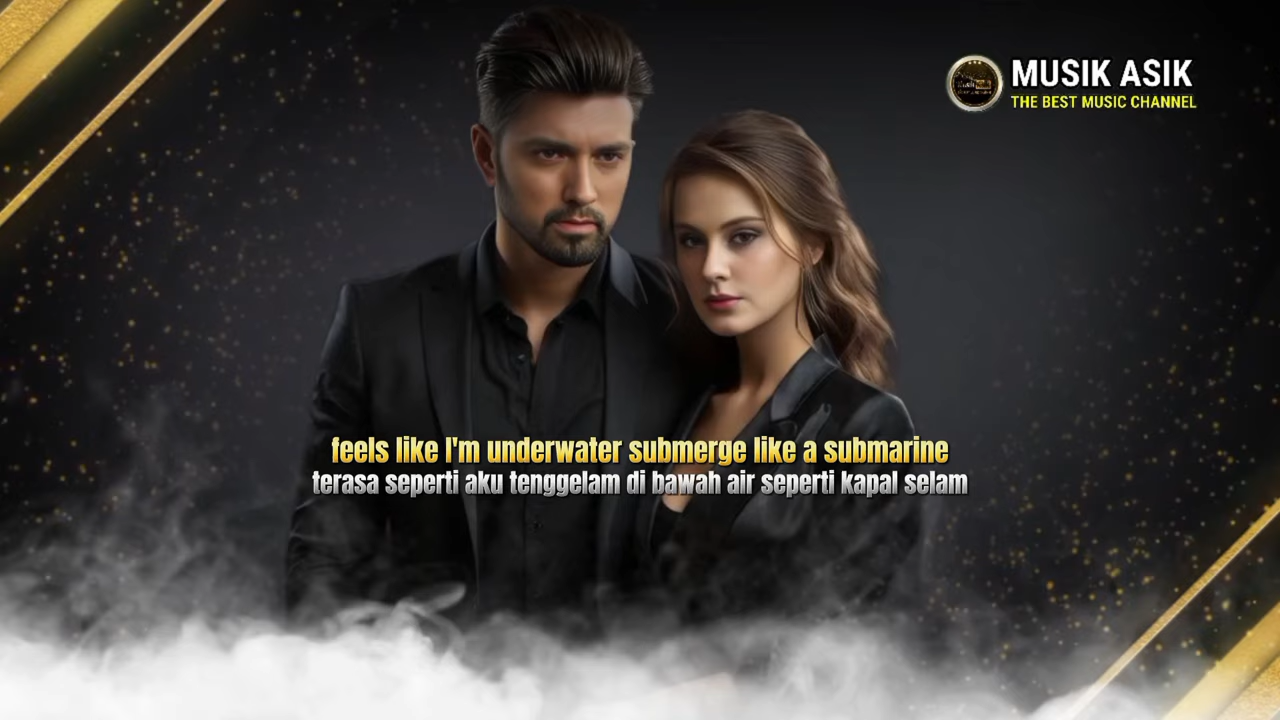 MUSIK ASIK
THE BEST MUSIC CHANNEL
feels like I'm underwater submerge like a submarine
terasa seperti aku tenggelam di bawah air seperti kapal selam